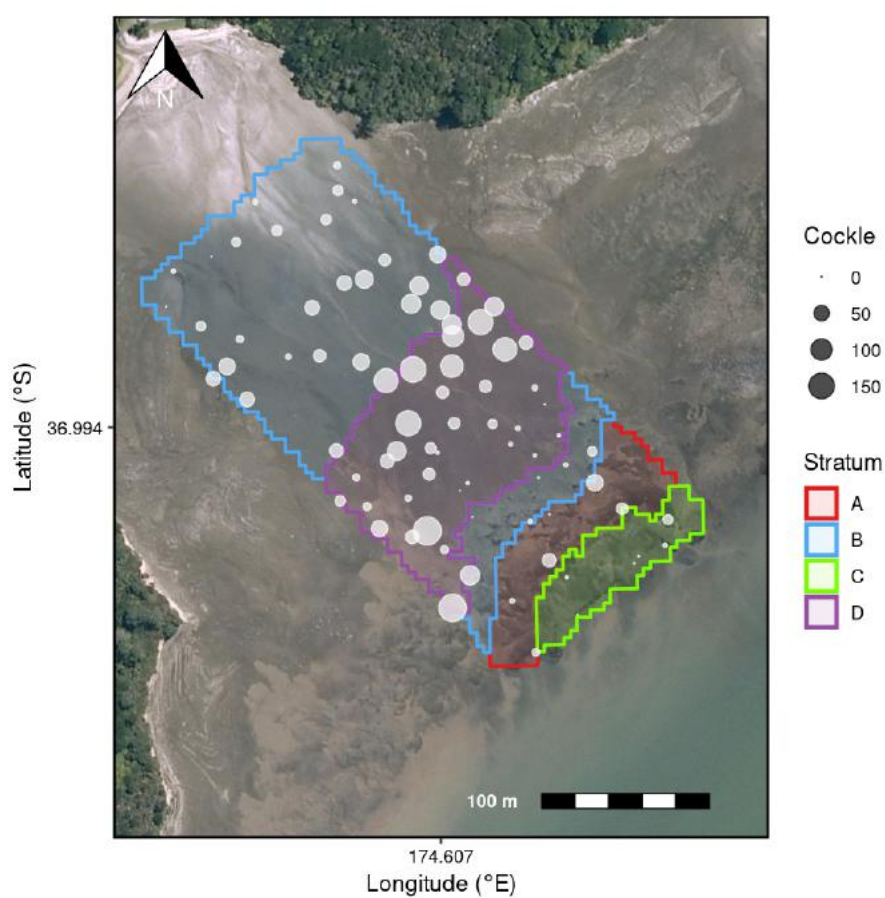 N
Latitude (°S)
36.994
100 m
174.607
Longitude (°E)
Cockle
0
50
100
150
Stratum
A
B
C
D